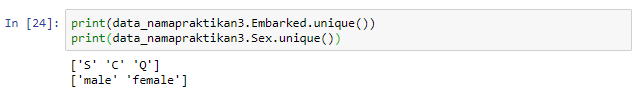 In [24]: print(data_namapraktikan3.Embarked.unique())
print(data_namapraktikan3.Sex.unique())
['S' 'C' 'Q']
['male' 'female']